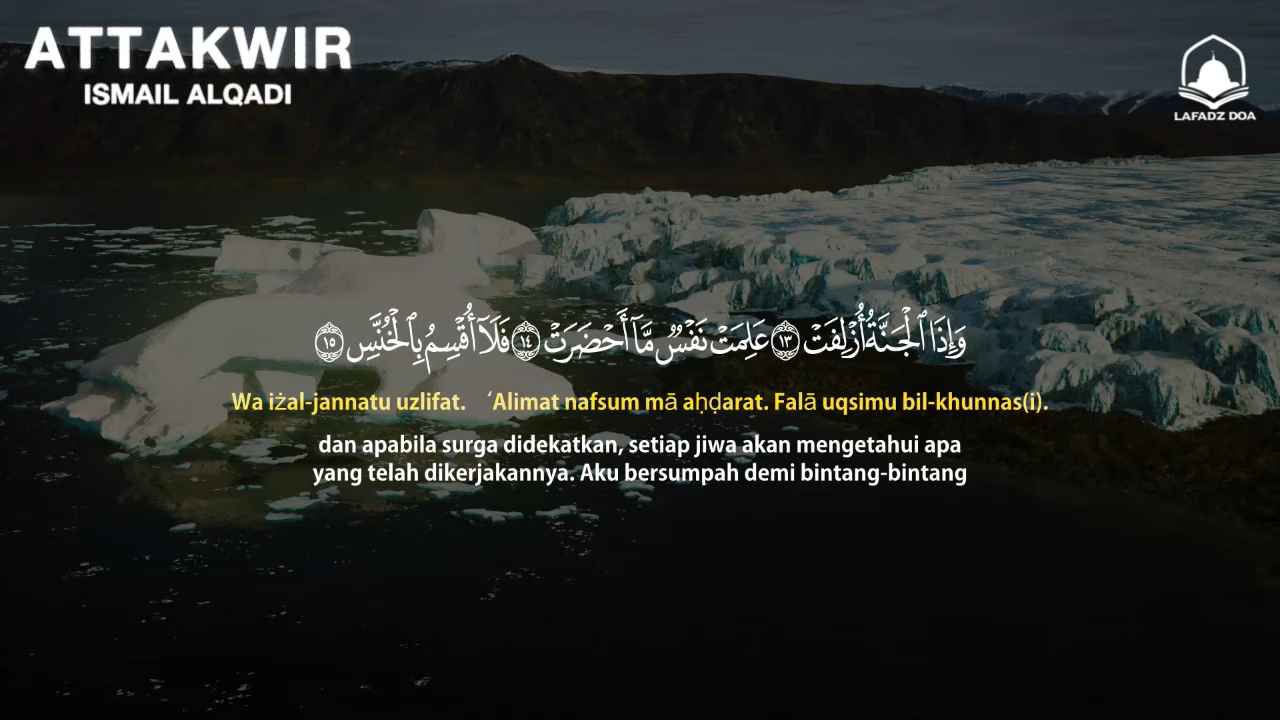 ATTAKWIR
ISMAIL ALQADI
LAFADZ DOA
وَإِذَا ٱلْجَنَّةُ أُزْلِفَتْ ١٣ عَلِمَتْ نَفْسٌ مَّآ أَحْضَرَتْ ١٤ فَلَآ أُقْسِمُ بِٱلْخُنَّسِ ١٥
Wa iżal-jannatu uzlifat. ‘Alimat nafsum mā aḥḍarat. Falā uqsimu bil-khunnas(i).
dan apabila surga didekatkan, setiap jiwa akan mengetahui apa
yang telah dikerjakannya. Aku bersumpah demi bintang-bintang